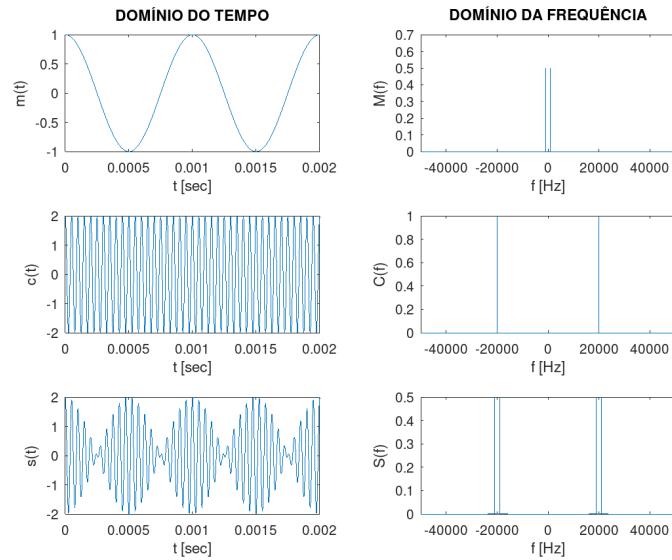 DOMÍNIO DO TEMPO
1
0.5
0
-0.5
-1
m(t)
0 0.0005 0.001 0.0015 0.002
t [sec]
DOMÍNIO DA FREQUÊNCIA
0.7
0.6
0.5
0.4
0.3
0.2
0.1
0
M(f)
-40000 -20000 0 20000 40000
f [Hz]
2
1
0
-1
-2
c(t)
0 0.0005 0.001 0.0015 0.002
t [sec]
1
0.8
0.6
0.4
0.2
0
C(f)
-40000 -20000 0 20000 40000
f [Hz]
2
1
0
-1
-2
s(t)
0 0.0005 0.001 0.0015 0.002
t [sec]
0.5
0.4
0.3
0.2
0.1
0
S(f)
-40000 -20000 0 20000 40000
f [Hz]